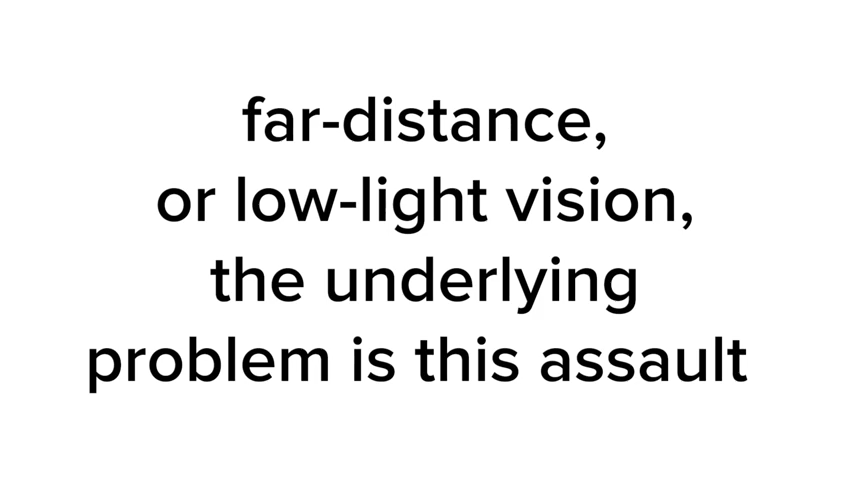 far-distance,
or low-light vision,
the underlying
problem is this assault